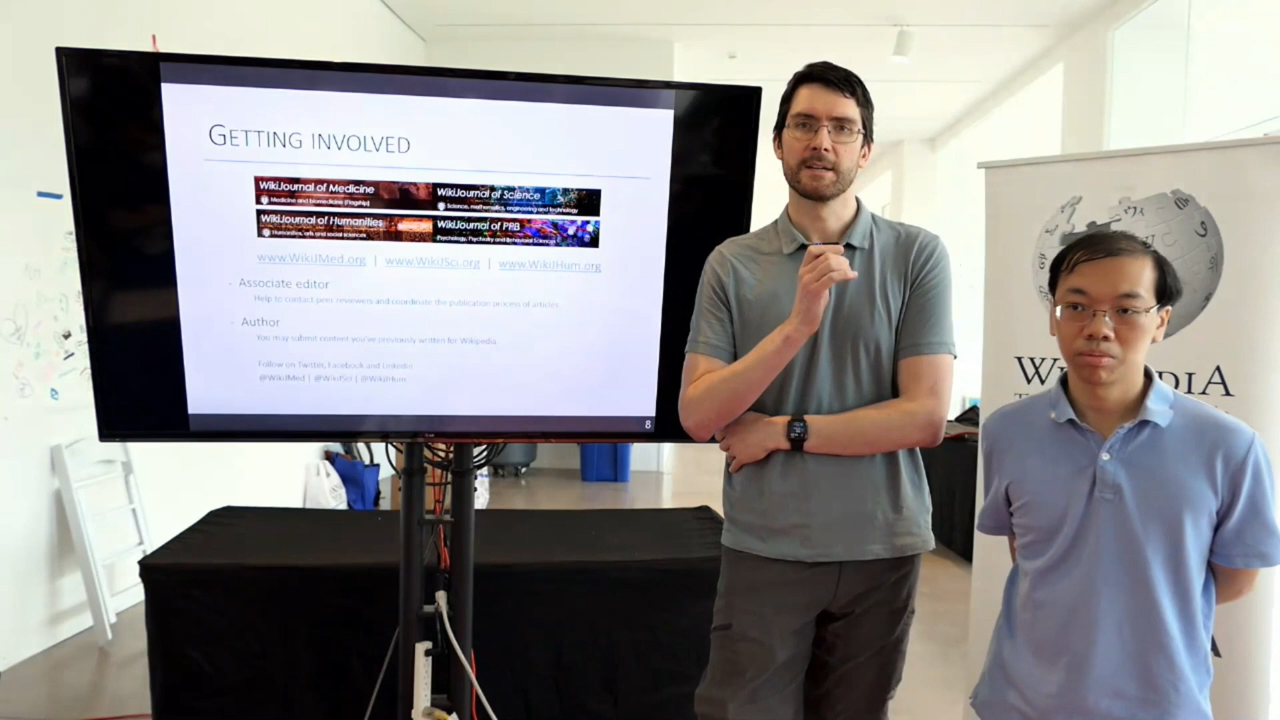 GETTING INVOLVED
WikiJournal of Medicine
Medicine and biomedicine (Flagship)
WikiJournal of Science
Science, mathematics, engineering and technology
WikiJournal of Humanities
Humanities, arts and social sciences
WikiJournal of PPB
Psychology, Psychiatry and Behavioral Sciences
www.WikiJMed.org | www.WikiJSci.org | www.WikiJHum.org
- Associate editor
Help to contact peer reviewers and coordinate the publication process of articles
- Author
You may submit content you've previously written for Wikipedia
Follow on Twitter, Facebook and Linkedin
@WikiJMed | @WikiJSci | @WikiJHum
8